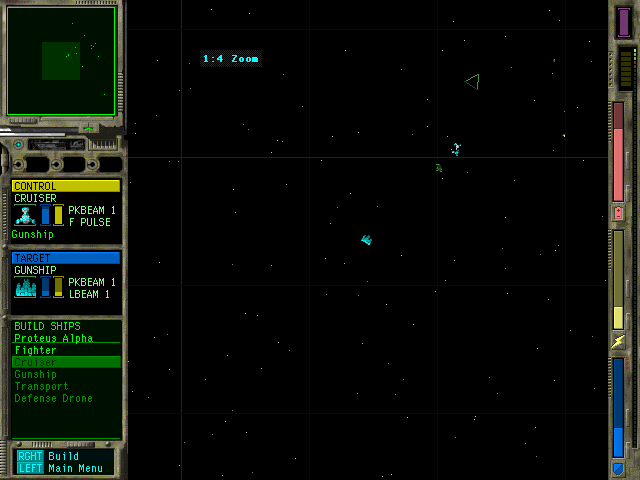 1:4 Zoom
CONTROL
CRUISER
PKBEAM 1
F PULSE
Gunship
TARGET
GUNSHIP
PKBEAM 1
LBEAM 1
BUILD SHIPS
Proteus Alpha
Fighter
Cruiser
Gunship
Transport
Defense Drone
RGHT Build
LEFT Main Menu